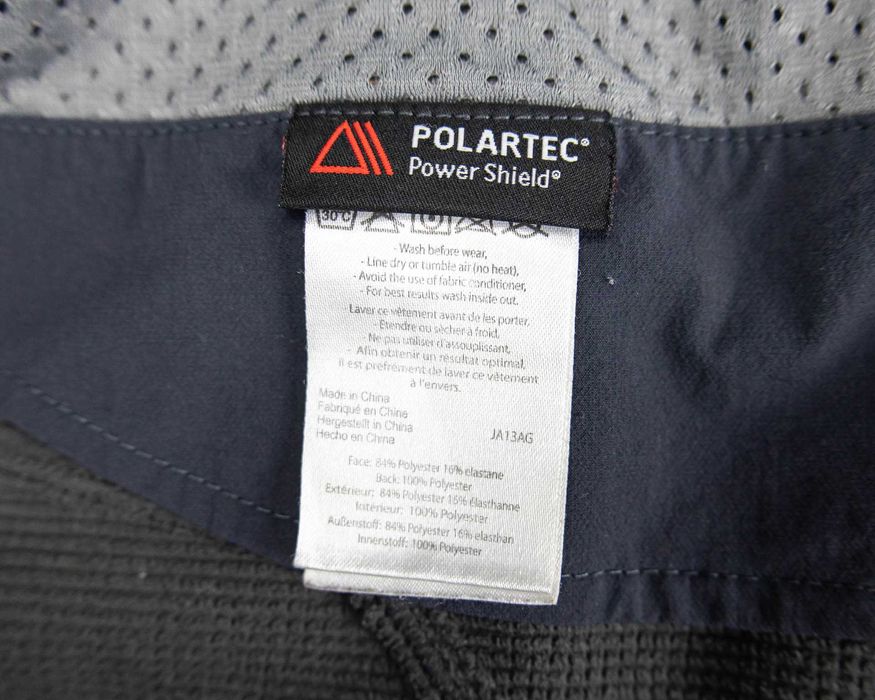 POLARTEC®
Power Shield®
30°C
- Wash before wear,
- Line dry or tumble air (no heat),
- Avoid the use of fabric conditioner,
- For best results wash inside out.
Laver ce vêtement avant de les porter,
- Étendre ou sécher à froid,
- Ne pas utiliser d'assouplissant,
- Afin obtenir un résultat optimal,
il est prefrément de laver ce vêtement
à l'envers.
Made in China
Fabriqué en China
Hergestellt in China
Hecho en China
JA13AG
Face: 84% Polyester 16% elastane
Back: 100% Polyester
Extérieur: 84% Polyester 16% élasthanne
Intérieur: 100% Polyester
Außenstoff: 84% Polyester 16% elasthan
Innenstoff: 100% Polyester